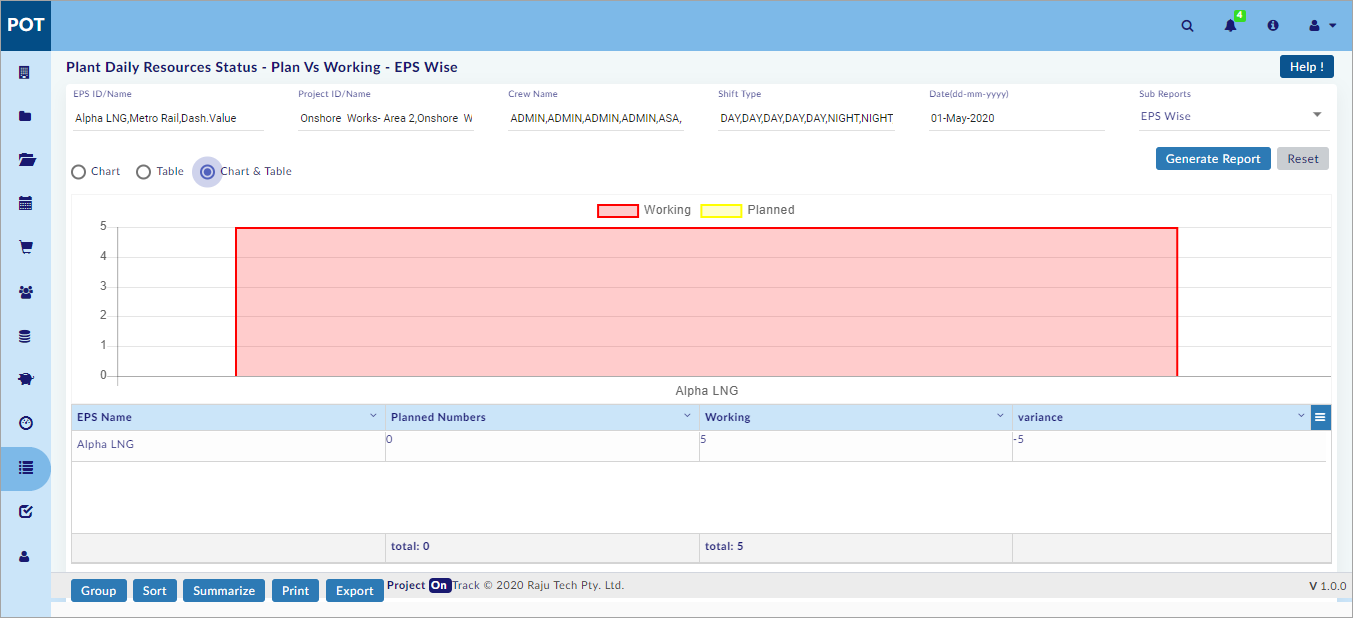 POT
4
Plant Daily Resources Status - Plan Vs Working - EPS Wise
Help !
EPS ID/Name
Project ID/Name
Crew Name
Shift Type
Date(dd-mm-yyyy)
Sub Reports
Alpha LNG,Metro Rail,Dash.Value
Onshore Works- Area 2,Onshore W
ADMIN,ADMIN,ADMIN,ADMIN,ASA,
DAY,DAY,DAY,DAY,DAY,NIGHT,NIGHT
01-May-2020
EPS Wise
Generate Report
Reset
Chart
Table
Chart & Table
Working
Planned
5
4
3
2
1
0
Alpha LNG
EPS Name
Planned Numbers
Working
variance
Alpha LNG
0
5
-5
total: 0
total: 5
Group
Sort
Summarize
Print
Export
Project On Track © 2020 Raju Tech Pty. Ltd.
V 1.0.0